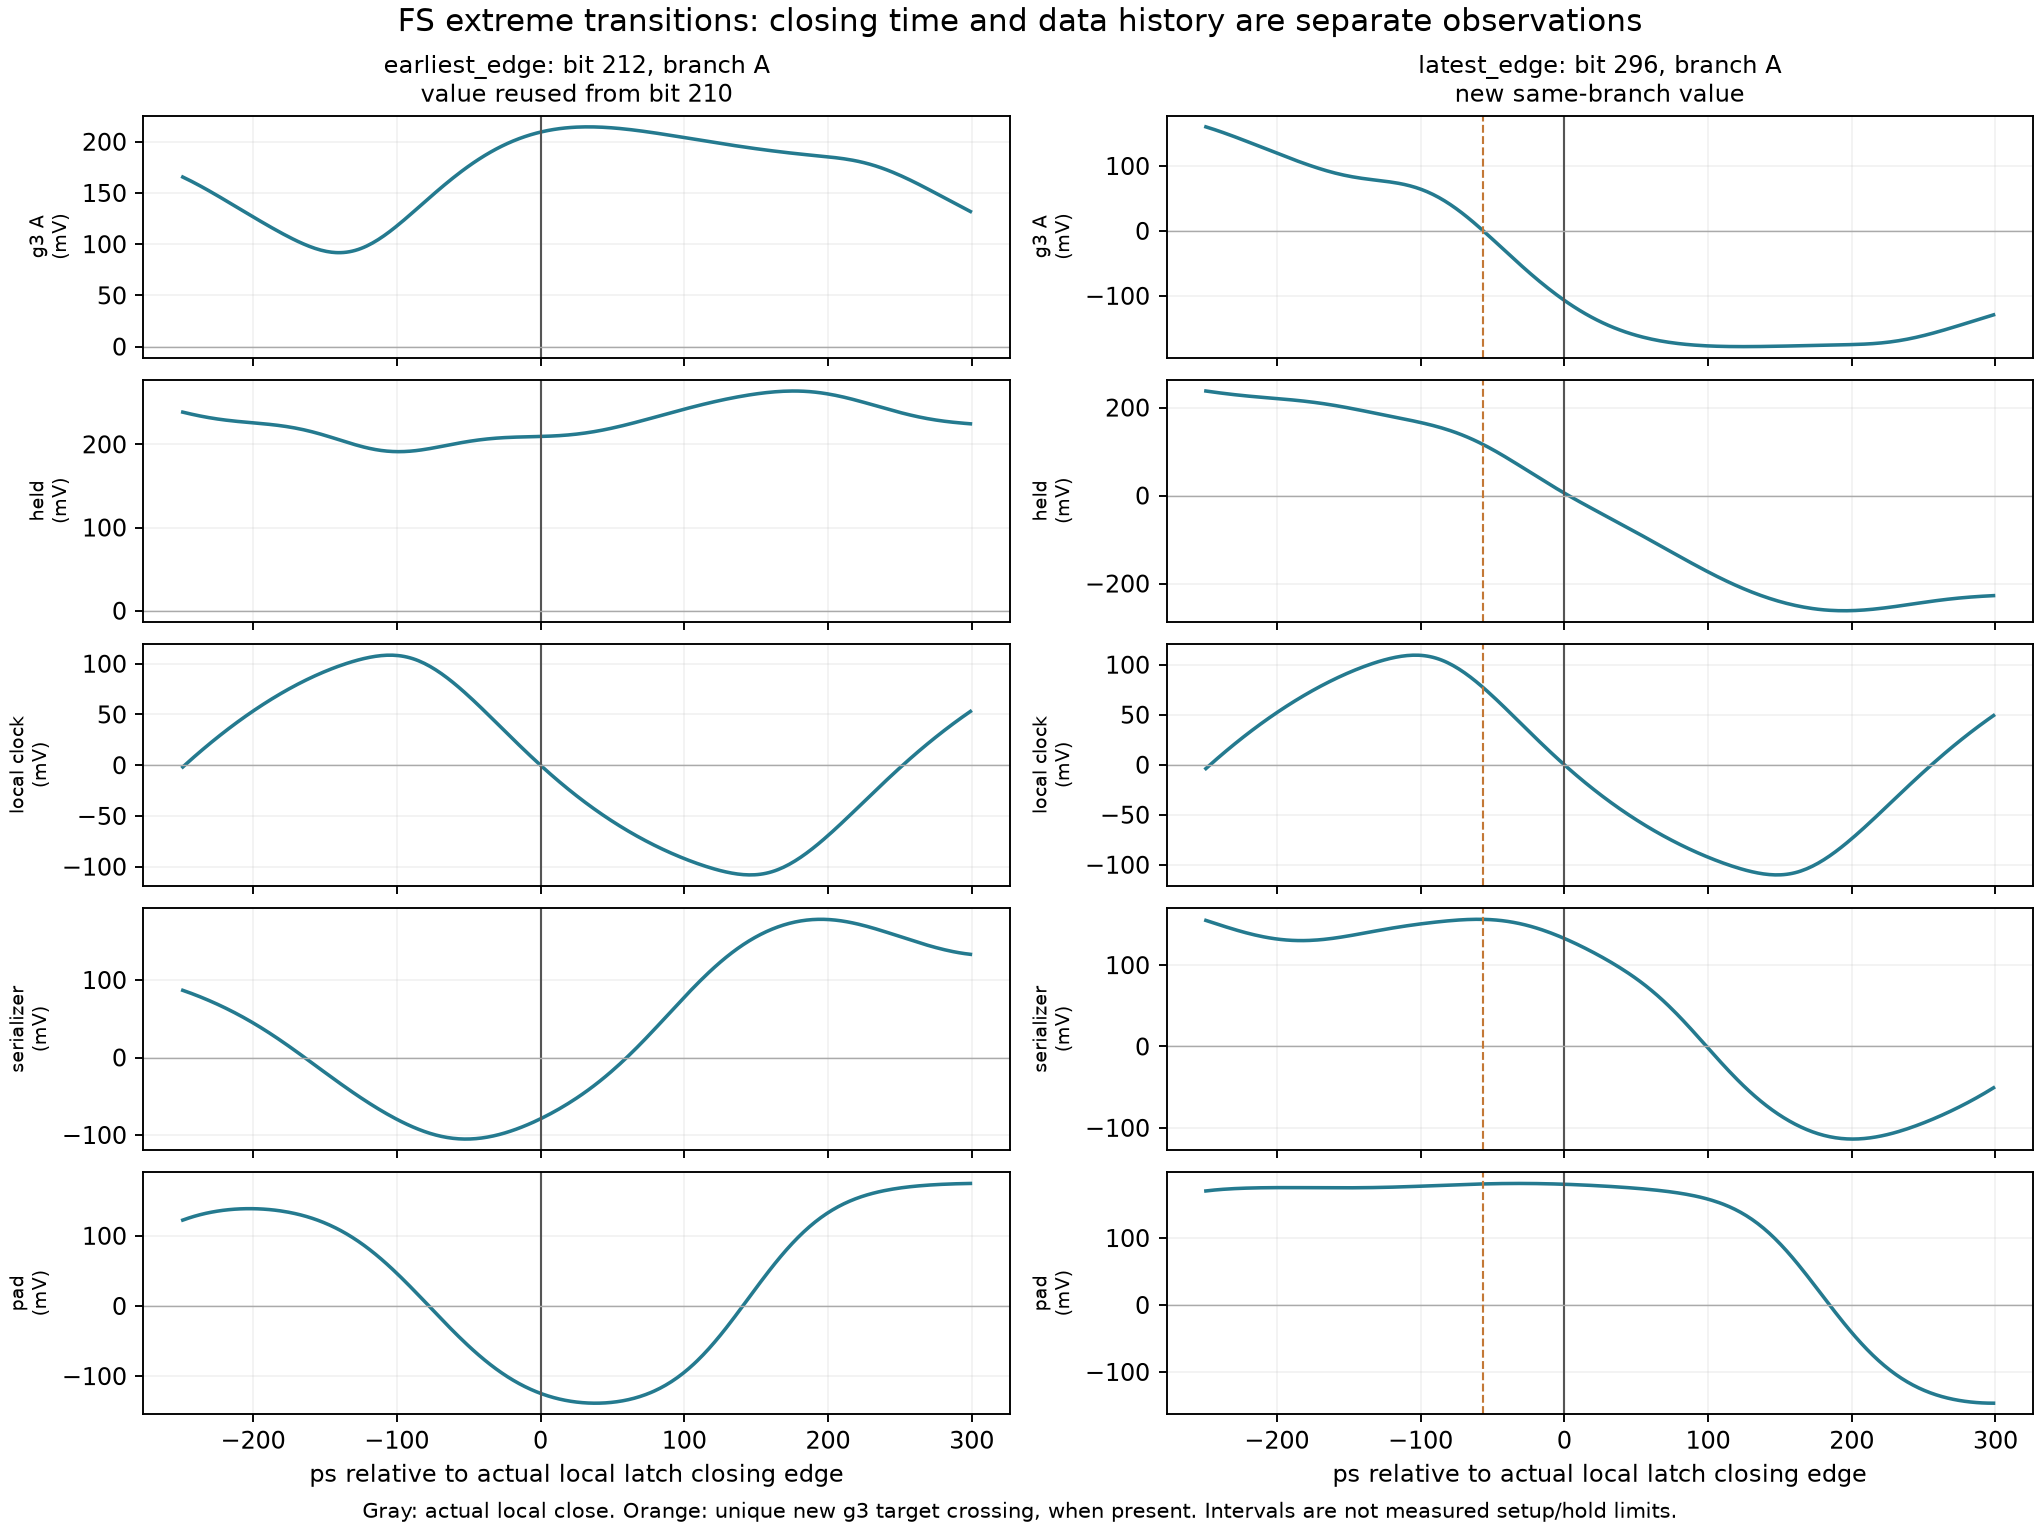 FS extreme transitions: closing time and data history are separate observations
earliest_edge: bit 212, branch A
value reused from bit 210
latest_edge: bit 296, branch A
new same-branch value
g3 A
(mV)
200
150
100
50
0
g3 A
(mV)
100
0
−100
held
(mV)
200
100
0
held
(mV)
200
0
−200
local clock
(mV)
100
50
0
−50
−100
local clock
(mV)
100
50
0
−50
−100
serializer
(mV)
100
0
−100
serializer
(mV)
100
0
−100
pad
(mV)
100
0
−100
pad
(mV)
100
0
−100
−200 −100 0 100 200 300
−200 −100 0 100 200 300
ps relative to actual local latch closing edge
ps relative to actual local latch closing edge
Gray: actual local close. Orange: unique new g3 target crossing, when present. Intervals are not measured setup/hold limits.